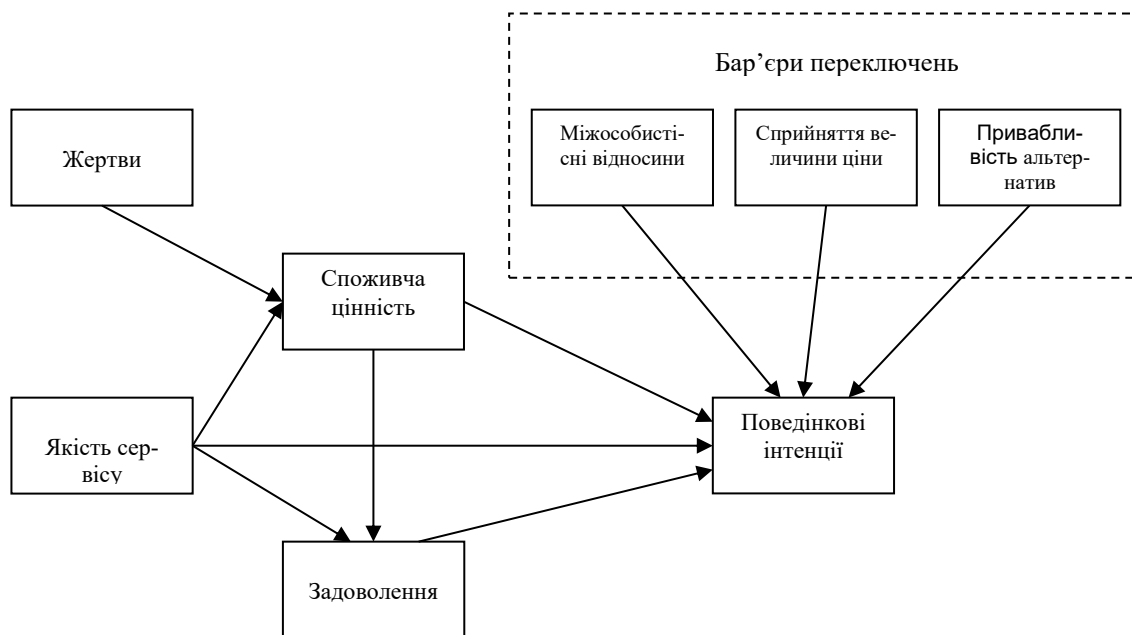 Бар’єри переключень
Жертви
Міжособисті-
сні відносини
Сприйняття ве-
личини ціни
Привабли-
вість альтер-
натив
Споживча
цінність
Якість сер-
вісу
Поведінкові
інтенції
Задоволення